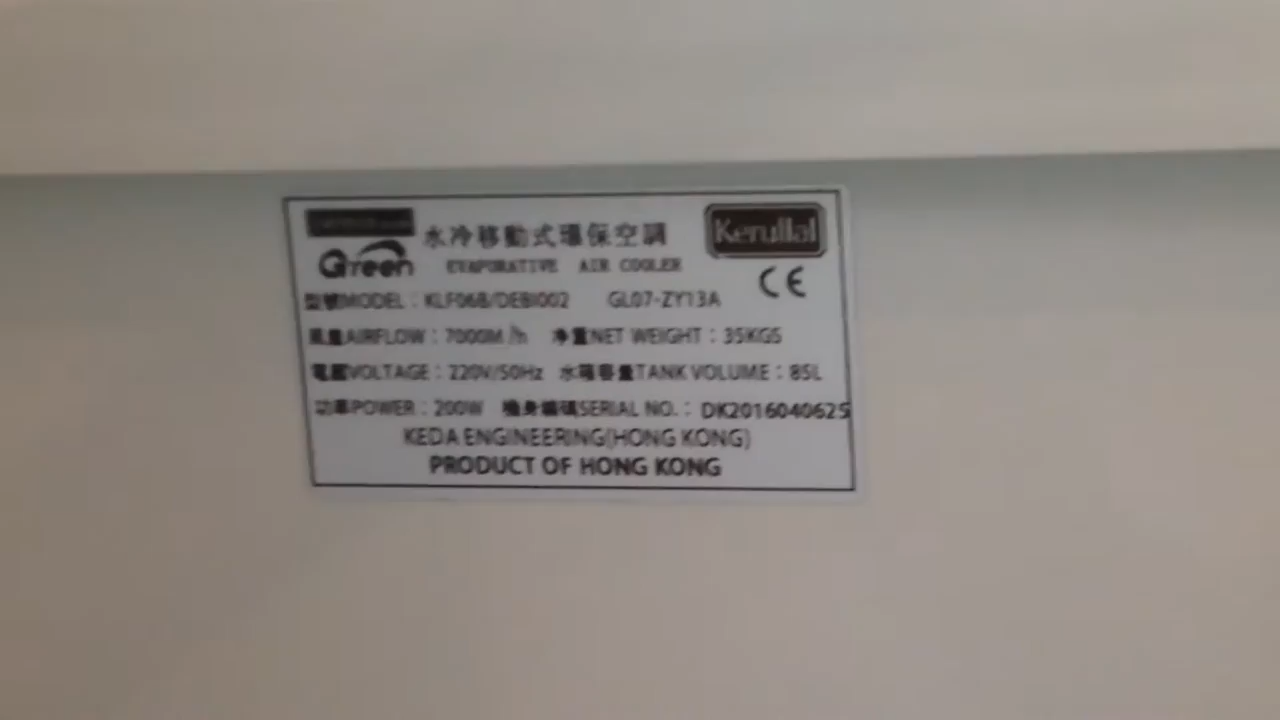 水冷移動式環保空調
Kerullal
Green
EVAPORATIVE AIR COOLER
CE
型號MODEL：KLF06B/DEBI002 GL07-ZY13A
風量AIRFLOW：7000M /h 净重NET WEIGHT：35KGS
電壓VOLTAGE：220V/50Hz 水箱容量TANK VOLUME：85L
功率POWER：200W 機身編碼SERIAL NO.：DK2016040625
KEDA ENGINEERING(HONG KONG)
PRODUCT OF HONG KONG